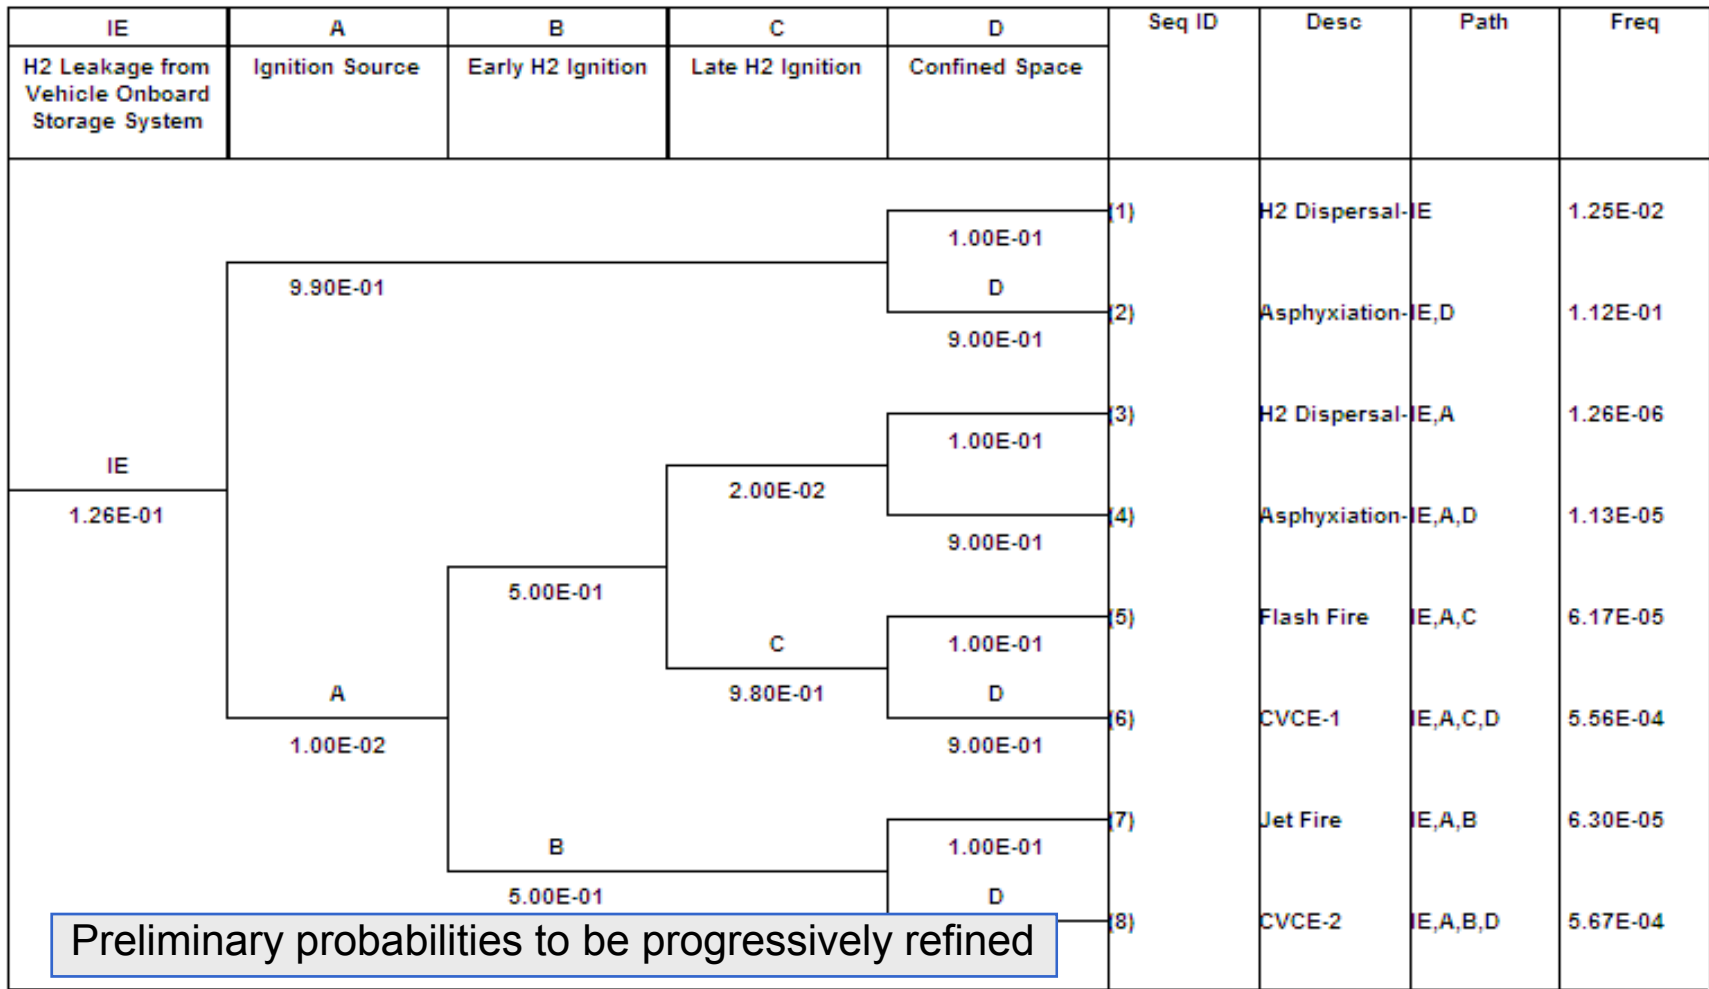 IE A B C D Seq ID Desc Path Freq
H2 Leakage from Ignition Source Early H2 Ignition Late H2 Ignition Confined Space
Vehicle Onboard
Storage System
(1) H2 Dispersal-IE 1.25E-02
1.00E-01
9.90E-01 D
(2) Asphyxiation-IE,D 1.12E-01
9.00E-01
(3) H2 Dispersal-IE,A 1.26E-06
1.00E-01
IE
2.00E-02
1.26E-01 (4) Asphyxiation-IE,A,D 1.13E-05
9.00E-01
5.00E-01
(5) Flash Fire IE,A,C 6.17E-05
C 1.00E-01
A 9.80E-01 D
(6) CVCE-1 IE,A,C,D 5.56E-04
1.00E-02 9.00E-01
(7) Jet Fire IE,A,B 6.30E-05
B 1.00E-01
5.00E-01 D
(8) CVCE-2 IE,A,B,D 5.67E-04
Preliminary probabilities to be progressively refined